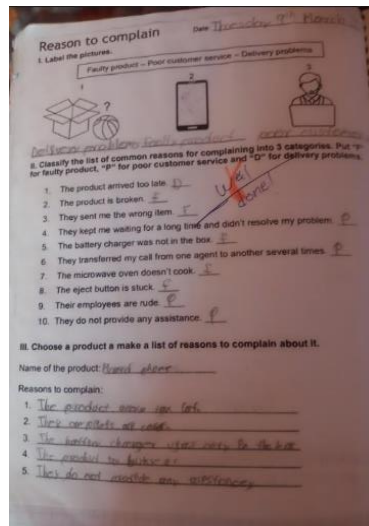 Reason to complain
Date: Thursday 9th March
I. Label the pictures.
Faulty product – Poor customer service – Delivery problems
1
2
3
?
Delivery problems faulty product poor customer
II. Classify the list of common reasons for complaining into 3 categories. Put "F"
for faulty product, "P" for poor customer service and "D" for delivery problems.
1. The product arrived too late. D
2. The product is broken. F
3. They sent me the wrong item.
4. They kept me waiting for a long time and didn't resolve my problem. P
5. The battery charger was not in the box.
6. They transferred my call from one agent to another several times. P
7. The microwave oven doesn't cook. F
8. The eject button is stuck. F
9. Their employees are rude. P
10. They do not provide any assistance. P
Well
done!
III. Choose a product a make a list of reasons to complain about it.
Name of the product: phone
Reasons to complain:
1. The product
2. Their are
3. The battery charger
4. The product is
5. They do not any